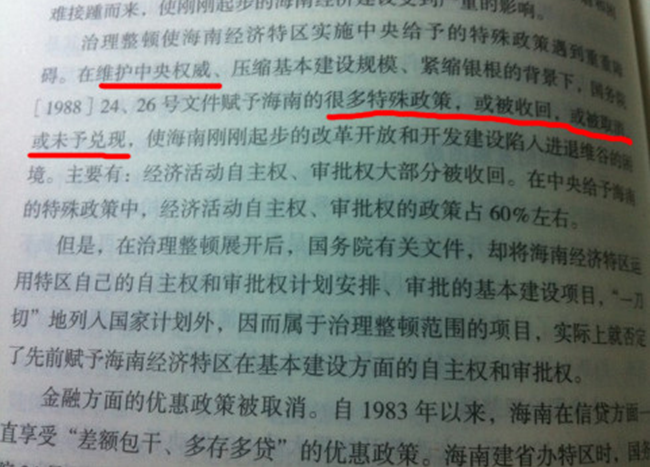 难接踵而来，使刚刚起步的海南经济建设受到严重的影响。
治理整顿使海南经济特区实施中央给予的特殊政策遇到重重障
碍。在维护中央权威、压缩基本建设规模、紧缩银根的背景下，国务院
[1988] 24、26号文件赋予海南的很多特殊政策，或被收回，或被取消，
或未予兑现，使海南刚刚起步的改革开放和开发建设陷入进退维谷的困
境。主要有：经济活动自主权、审批权大部分被收回。在中央给予海南
的特殊政策中，经济活动自主权、审批权的政策占60%左右。
但是，在治理整顿展开后，国务院有关文件，却将海南经济特区运
用特区自己的自主权和审批权计划安排、审批的基本建设项目，“一刀
切”地列入国家计划外，因而属于治理整顿范围的项目，实际上就否定
了先前赋予海南经济特区在基本建设方面的自主权和审批权。
金融方面的优惠政策被取消。自1983年以来，海南在信贷方面一
直享受“差额包干、多存多贷”的优惠政策。海南建省办特区时，国务